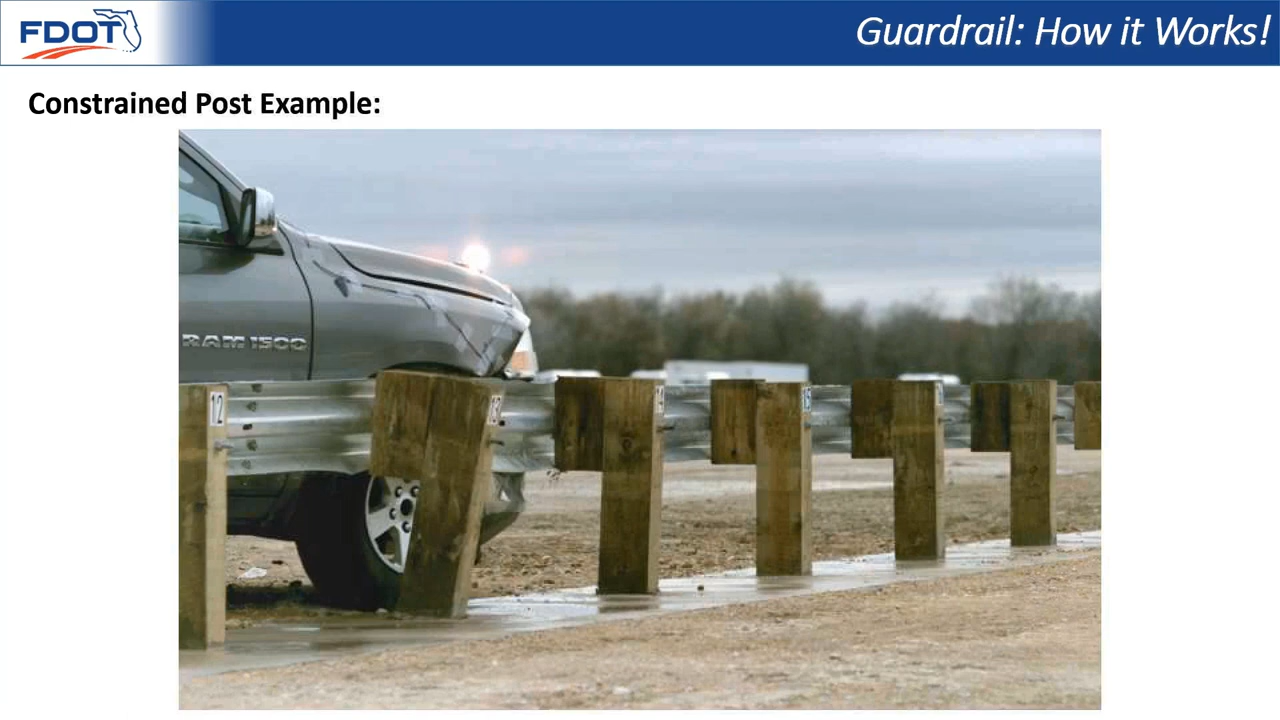 FDOT
Guardrail: How it Works!
Constrained Post Example:
RAM 1500
12
13
14
15